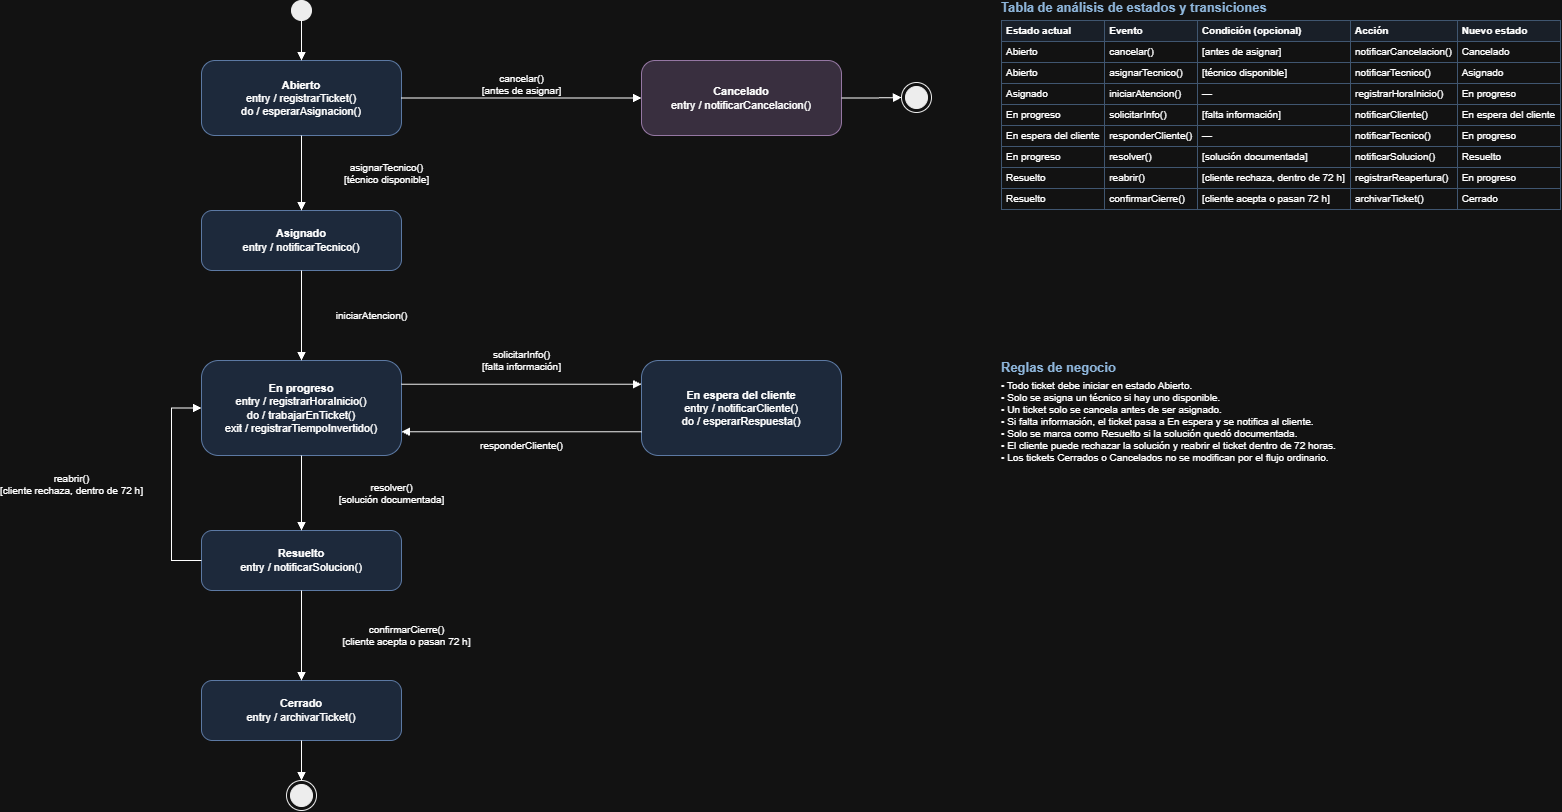 Abierto
entry / registrarTicket()
do / esperarAsignacion()
cancelar()
[antes de asignar]
Cancelado
entry / notificarCancelacion()
asignarTecnico()
[técnico disponible]
Asignado
entry / notificarTecnico()
iniciarAtencion()
En progreso
entry / registrarHoraInicio()
do / trabajarEnTicket()
exit / registrarTiempoInvertido()
solicitarInfo()
[falta información]
En espera del cliente
entry / notificarCliente()
do / esperarRespuesta()
responderCliente()
reabrir()
[cliente rechaza, dentro de 72 h]
resolver()
[solución documentada]
Resuelto
entry / notificarSolucion()
confirmarCierre()
[cliente acepta o pasan 72 h]
Cerrado
entry / archivarTicket()
Tabla de análisis de estados y transiciones
Estado actual Evento Condición (opcional) Acción Nuevo estado
Abierto cancelar() [antes de asignar] notificarCancelacion() Cancelado
Abierto asignarTecnico() [técnico disponible] notificarTecnico() Asignado
Asignado iniciarAtencion() — registrarHoraInicio() En progreso
En progreso solicitarInfo() [falta información] notificarCliente() En espera del cliente
En espera del cliente responderCliente() — notificarTecnico() En progreso
En progreso resolver() [solución documentada] notificarSolucion() Resuelto
Resuelto reabrir() [cliente rechaza, dentro de 72 h] registrarReapertura() En progreso
Resuelto confirmarCierre() [cliente acepta o pasan 72 h] archivarTicket() Cerrado
Reglas de negocio
• Todo ticket debe iniciar en estado Abierto.
• Solo se asigna un técnico si hay uno disponible.
• Un ticket solo se cancela antes de ser asignado.
• Si falta información, el ticket pasa a En espera y se notifica al cliente.
• Solo se marca como Resuelto si la solución quedó documentada.
• El cliente puede rechazar la solución y reabrir el ticket dentro de 72 horas.
• Los tickets Cerrados o Cancelados no se modifican por el flujo ordinario.